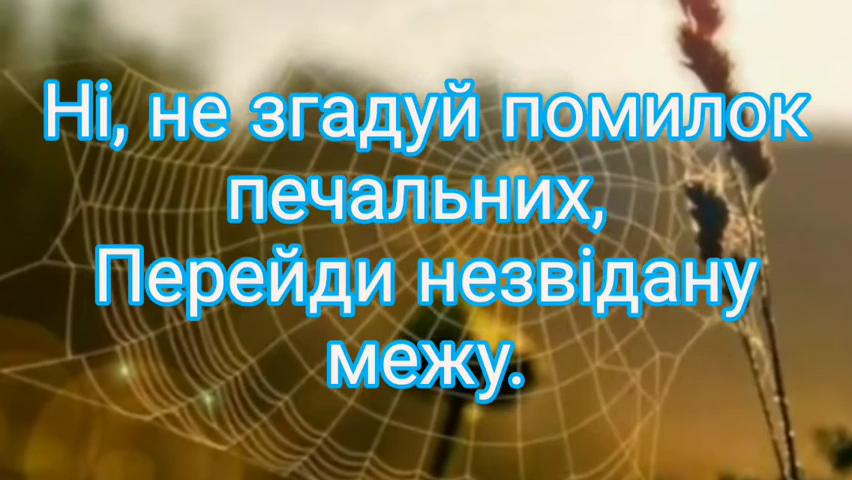 Ні, не згадуй помилок
печальних,
Перейди незвідану
межу.